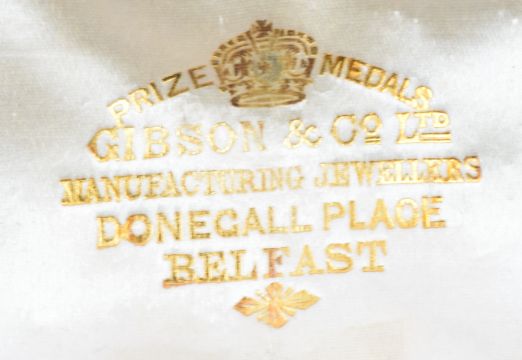 PRIZE MEDALS
GIBSON & Co LTD
MANUFACTURING JEWELLERS
DONEGALL PLACE
BELFAST